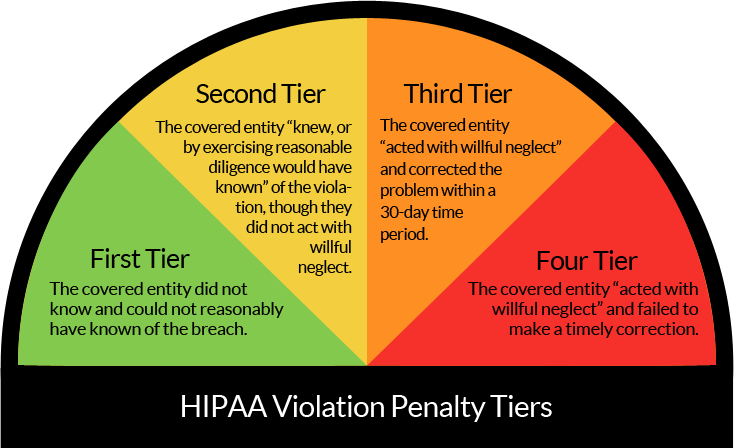 Second Tier
The covered entity “knew, or
by exercising reasonable
diligence would have
known” of the viola-
tion, though they
did not act with
willful
neglect.
Third Tier
The covered entity
“acted with willful neglect”
and corrected the
problem within a
30-day time
period.
First Tier
The covered entity did not
know and could not reasonably
have known of the breach.
Four Tier
The covered entity “acted with
willful neglect” and failed to
make a timely correction.
HIPAA Violation Penalty Tiers